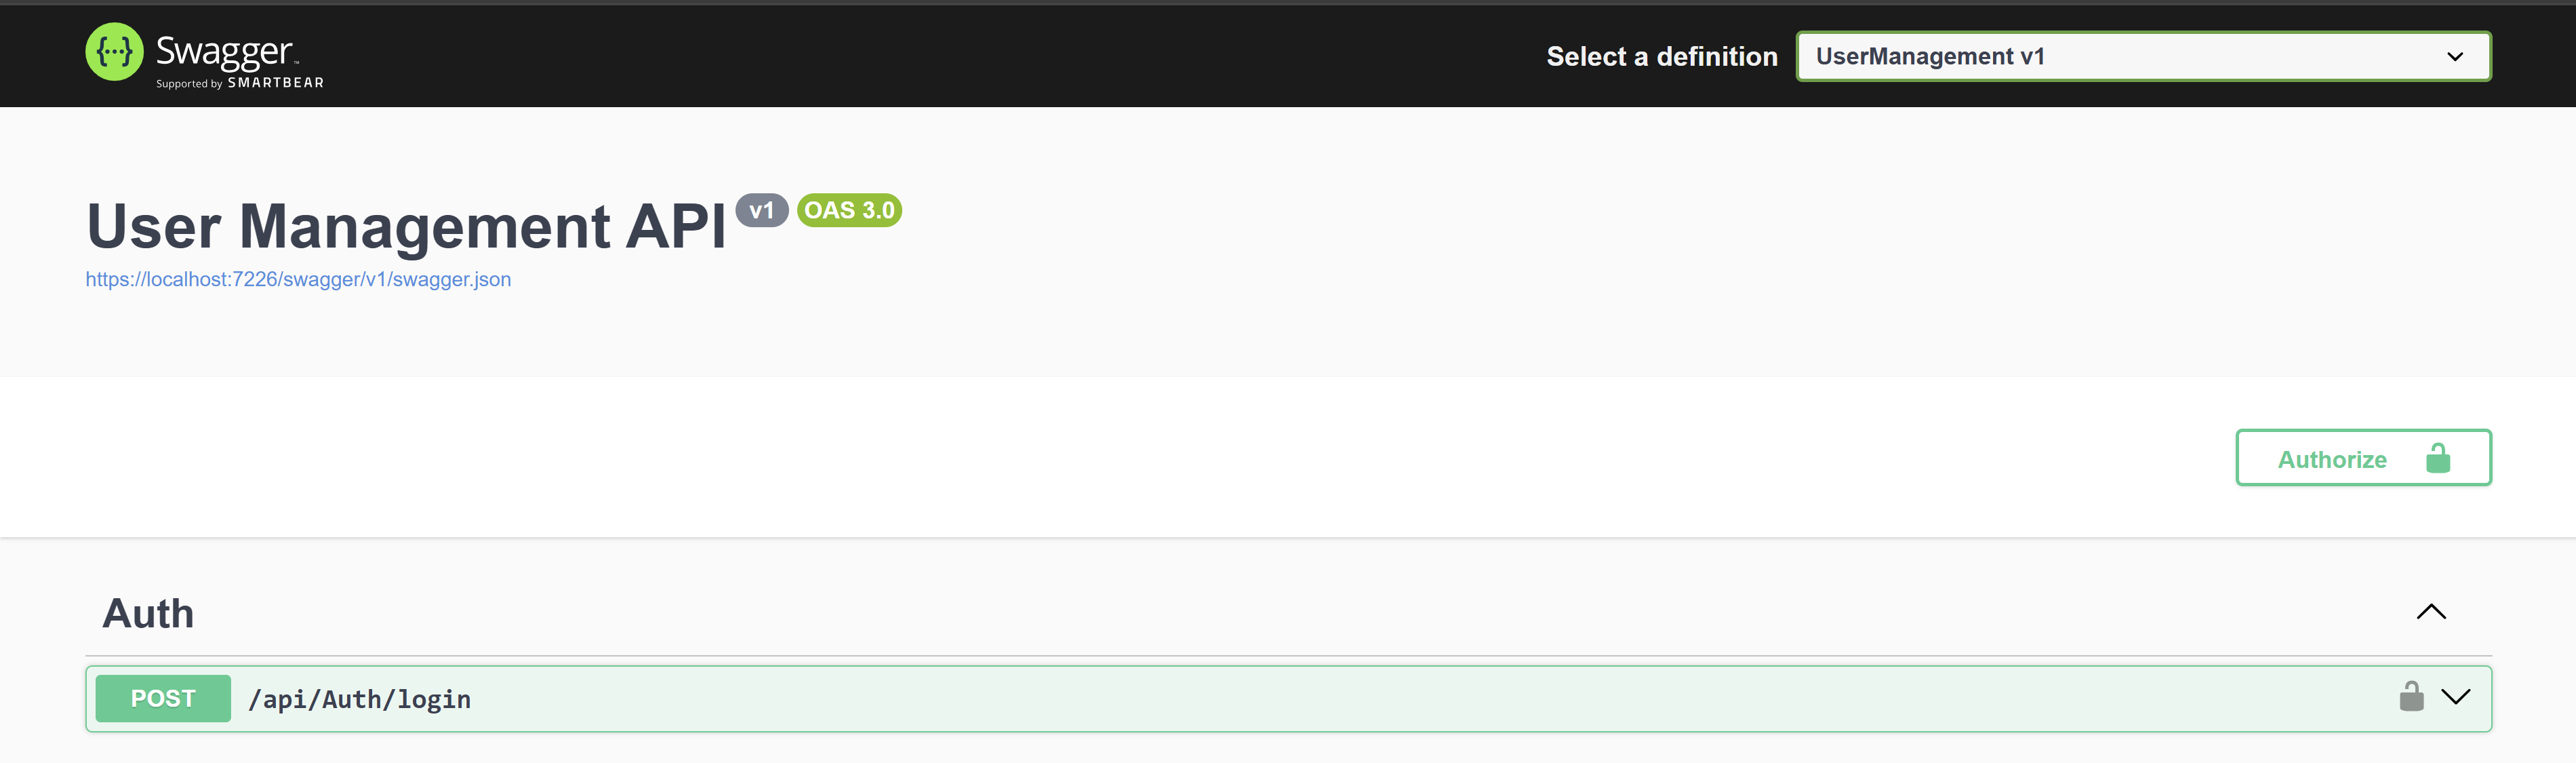 {...} Swagger™
Supported by SMARTBEAR
Select a definition
UserManagement v1
User Management API v1 OAS 3.0
https://localhost:7226/swagger/v1/swagger.json
Authorize
Auth
POST /api/Auth/login